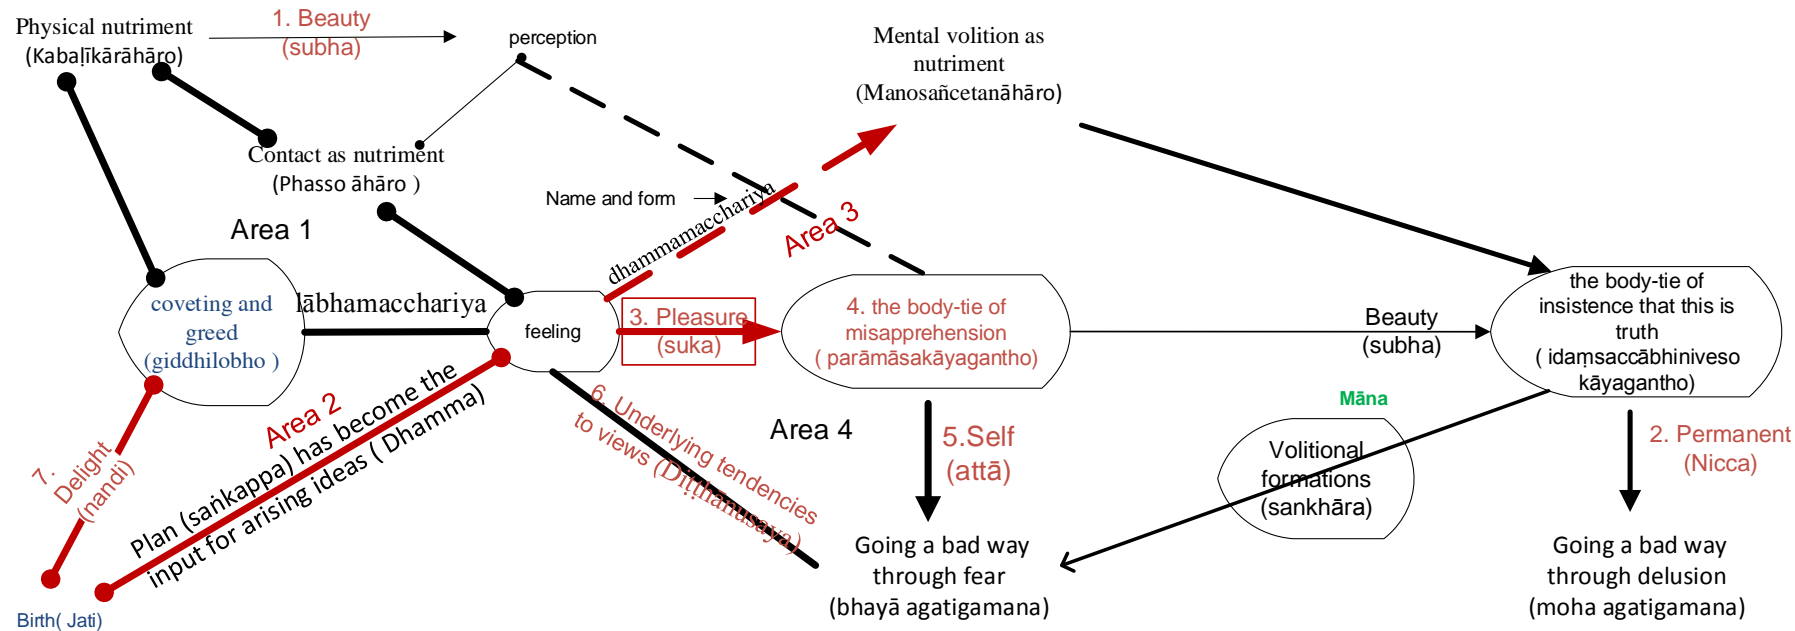 Physical nutriment
(Kabaḷīkārāhāro)
1. Beauty
(subha)
perception
Mental volition as
nutriment
(Manosañcetanāhāro)
Contact as nutriment
(Phasso āhāro )
Name and form
dhammamacchariya
Area 3
Area 1
coveting and
greed
(giddhilobho )
lābhamacchariya
feeling
3. Pleasure
(suka)
4. the body-tie of
misapprehension
( parāmāsakāyagantho)
Beauty
(subha)
the body-tie of
insistence that this is
truth
( idaṃsaccābhiniveso
kāyagantho)
Māna
Area 2
Plan (saṅkappa) has become the
input for arising ideas ( Dhamma)
6. Underlying tendencies
to views (Diṭṭhānusaya)
Area 4
5.Self
(attā)
Volitional
formations
(sankhāra)
2. Permanent
(Nicca)
7.
Delight
(nandi)
Going a bad way
through fear
(bhayā agatigamana)
Going a bad way
through delusion
(moha agatigamana)
Birth( Jati)